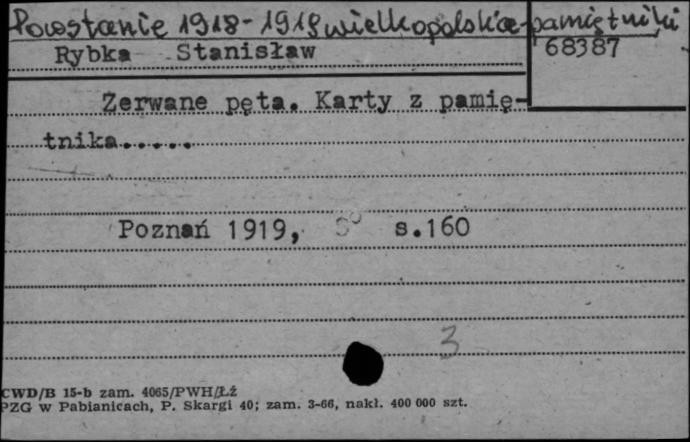 Powstanie 1918-1919 wielkopolskie - pamiętniki
Rybka Stanisław
68387
Zerwane pęta. Karty z pamię-
tnika......
Poznań 1919, 8° s.160
3
CWD/B 15-b zam. 4065/PWH/Łż
PZG w Pabianicach, P. Skargi 40; zam. 3-66, nakł. 400 000 szt.